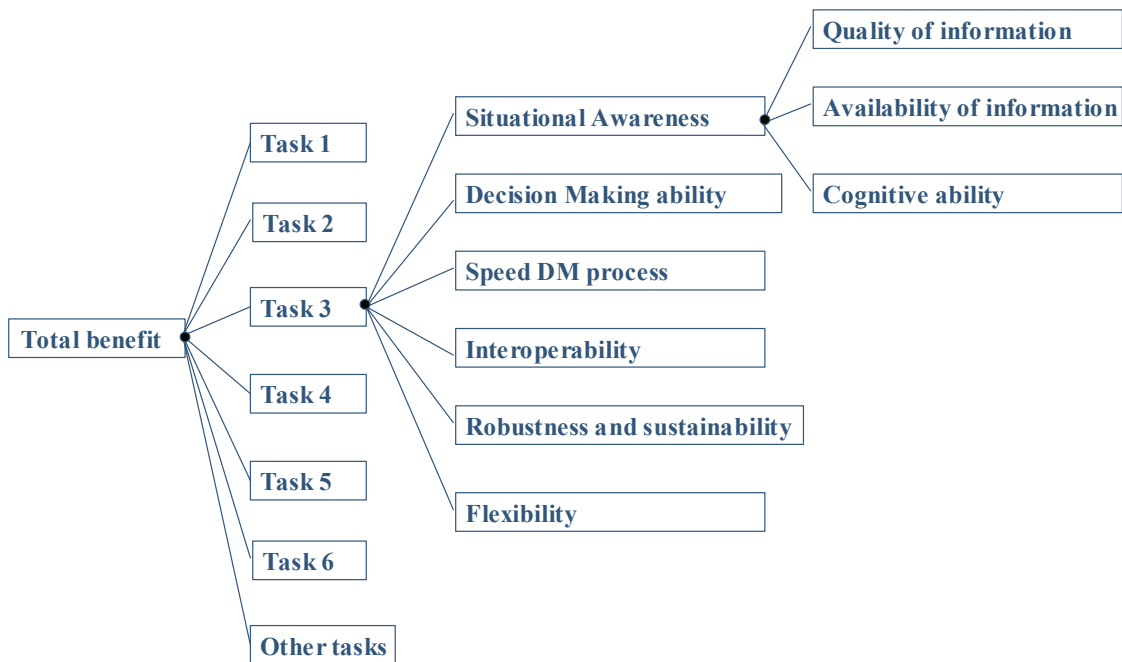 Total benefit
Task 1
Task 2
Task 3
Task 4
Task 5
Task 6
Other tasks
Situational Awareness
Decision Making ability
Speed DM process
Interoperability
Robustness and sustainability
Flexibility
Quality of information
Availability of information
Cognitive ability